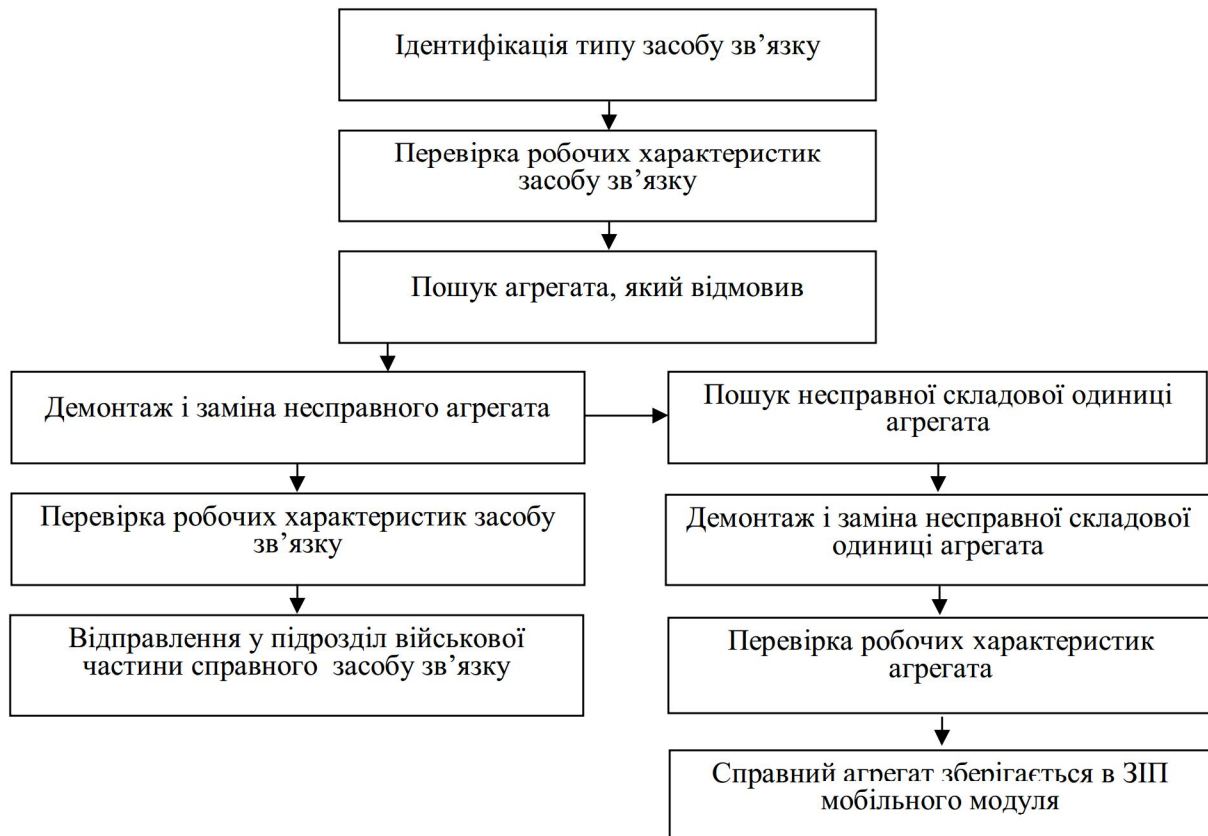 Ідентифікація типу засобу зв’язку
Перевірка робочих характеристик
засобу зв’язку
Пошук агрегата, який відмовив
Демонтаж і заміна несправного агрегата
Пошук несправної складової одиниці
агрегата
Перевірка робочих характеристик засобу
зв’язку
Демонтаж і заміна несправної складової
одиниці агрегата
Відправлення у підрозділ військової
частини справного засобу зв’язку
Перевірка робочих характеристик
агрегата
Справний агрегат зберігається в ЗІП
мобільного модуля